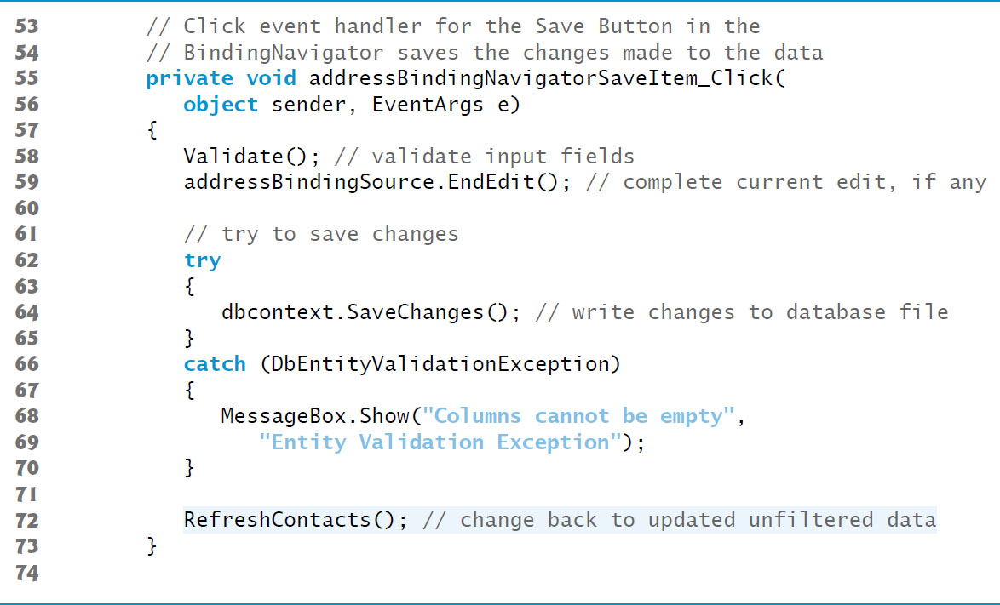 53 // Click event handler for the Save Button in the
54 // BindingNavigator saves the changes made to the data
55 private void addressBindingNavigatorSaveItem_Click(
56 object sender, EventArgs e)
57 {
58 Validate(); // validate input fields
59 addressBindingSource.EndEdit(); // complete current edit, if any
60
61 // try to save changes
62 try
63 {
64 dbcontext.SaveChanges(); // write changes to database file
65 }
66 catch (DbEntityValidationException)
67 {
68 MessageBox.Show("Columns cannot be empty",
69 "Entity Validation Exception");
70 }
71
72 RefreshContacts(); // change back to updated unfiltered data
73 }
74